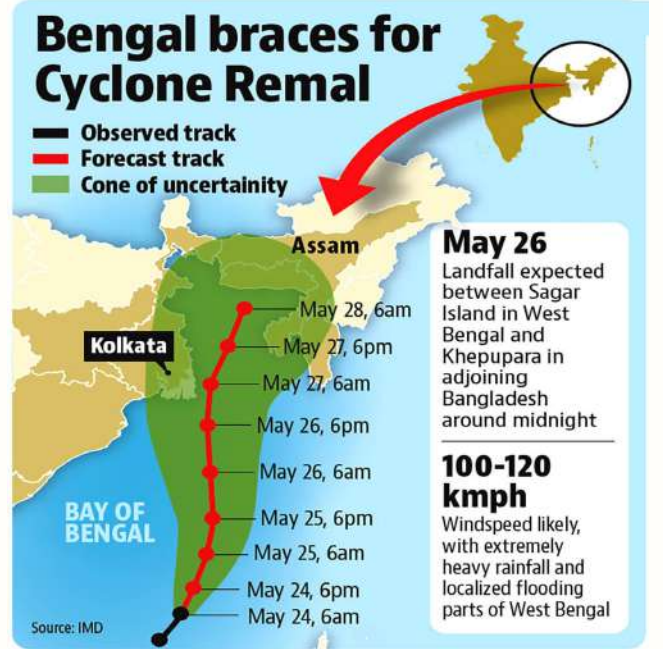 Bengal braces for
Cyclone Remal
Observed track
Forecast track
Cone of uncertainity
Assam
Kolkata
May 28, 6am
May 27, 6pm
May 27, 6am
May 26, 6pm
May 26, 6am
May 25, 6pm
May 25, 6am
May 24, 6pm
May 24, 6am
BAY OF
BENGAL
Source: IMD
May 26
Landfall expected
between Sagar
Island in West
Bengal and
Khepupara in
adjoining
Bangladesh
around midnight
100-120
kmph
Windspeed likely,
with extremely
heavy rainfall and
localized flooding
parts of West Bengal